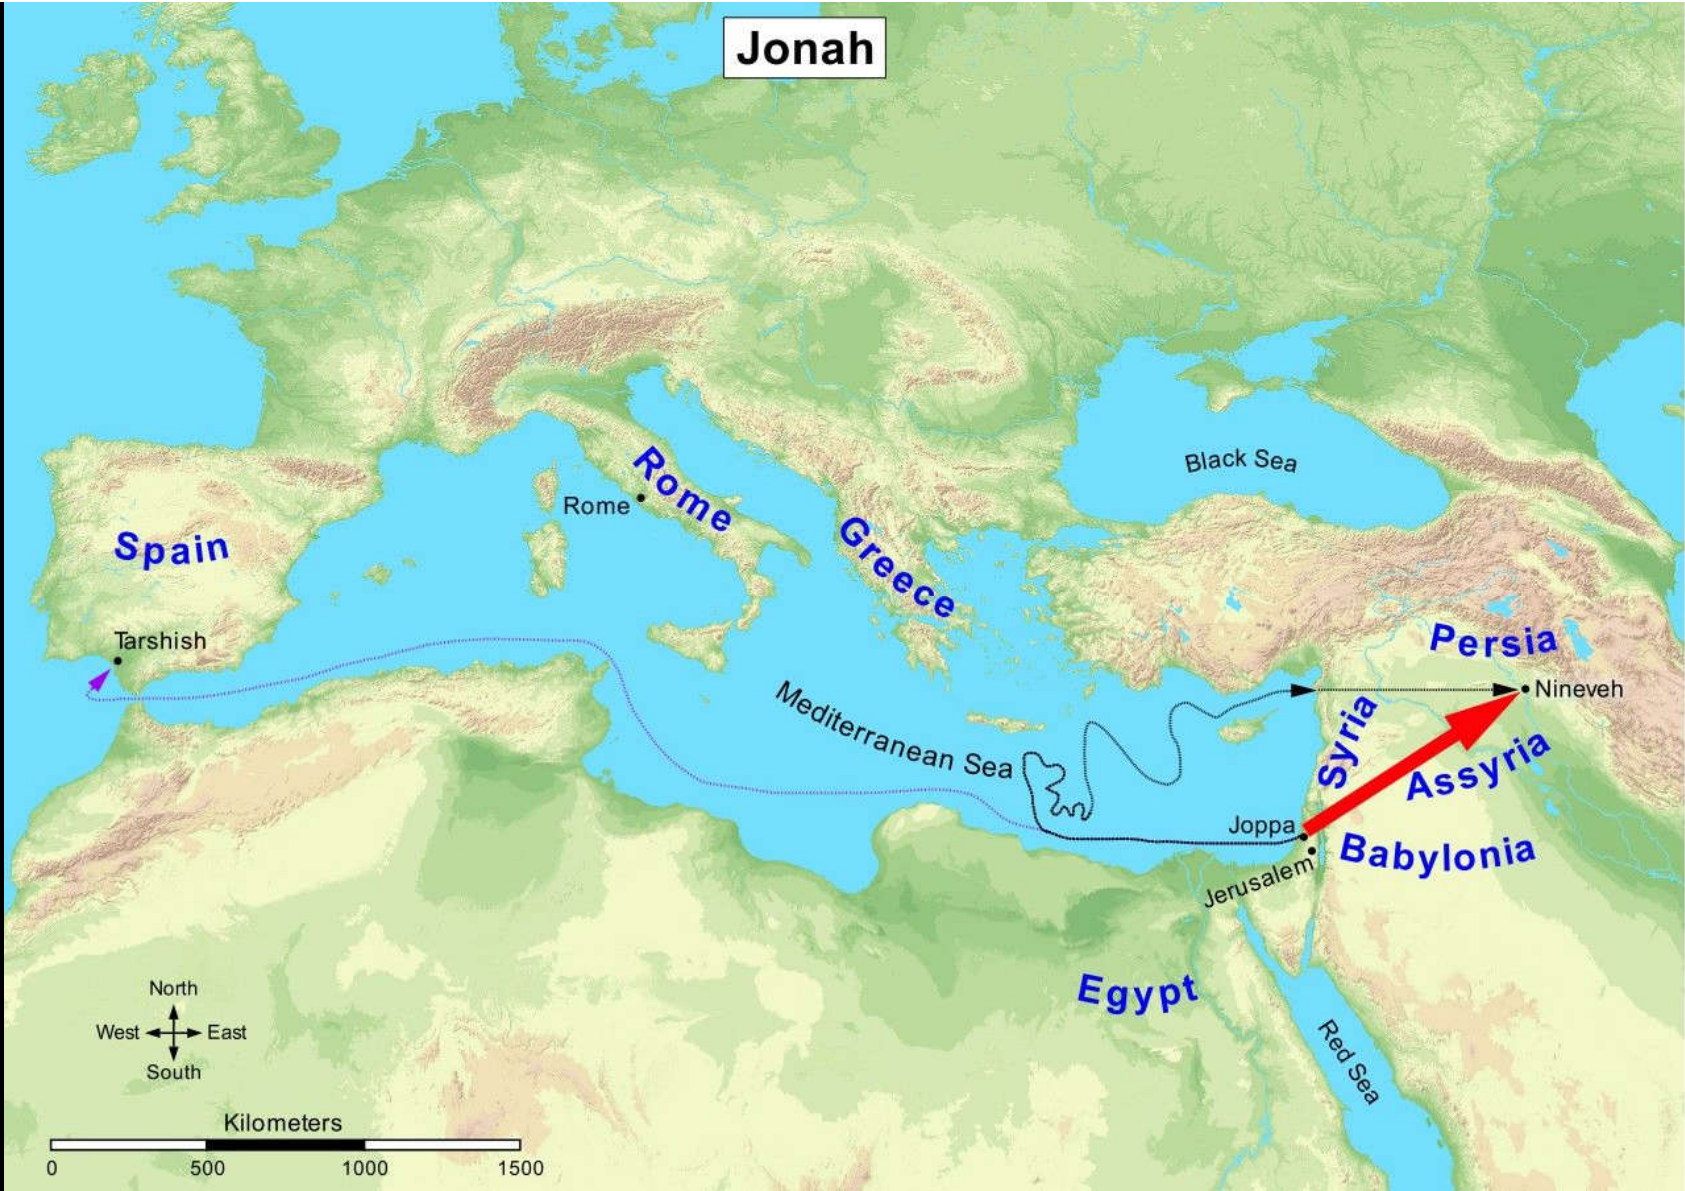 Jonah
Black Sea
Rome
Rome
Greece
Spain
Tarshish
Persia
Nineveh
Mediterranean Sea
Syria
Assyria
Joppa
Babylonia
Jerusalem
Egypt
North
West East
South
Red Sea
Kilometers
0 500 1000 1500